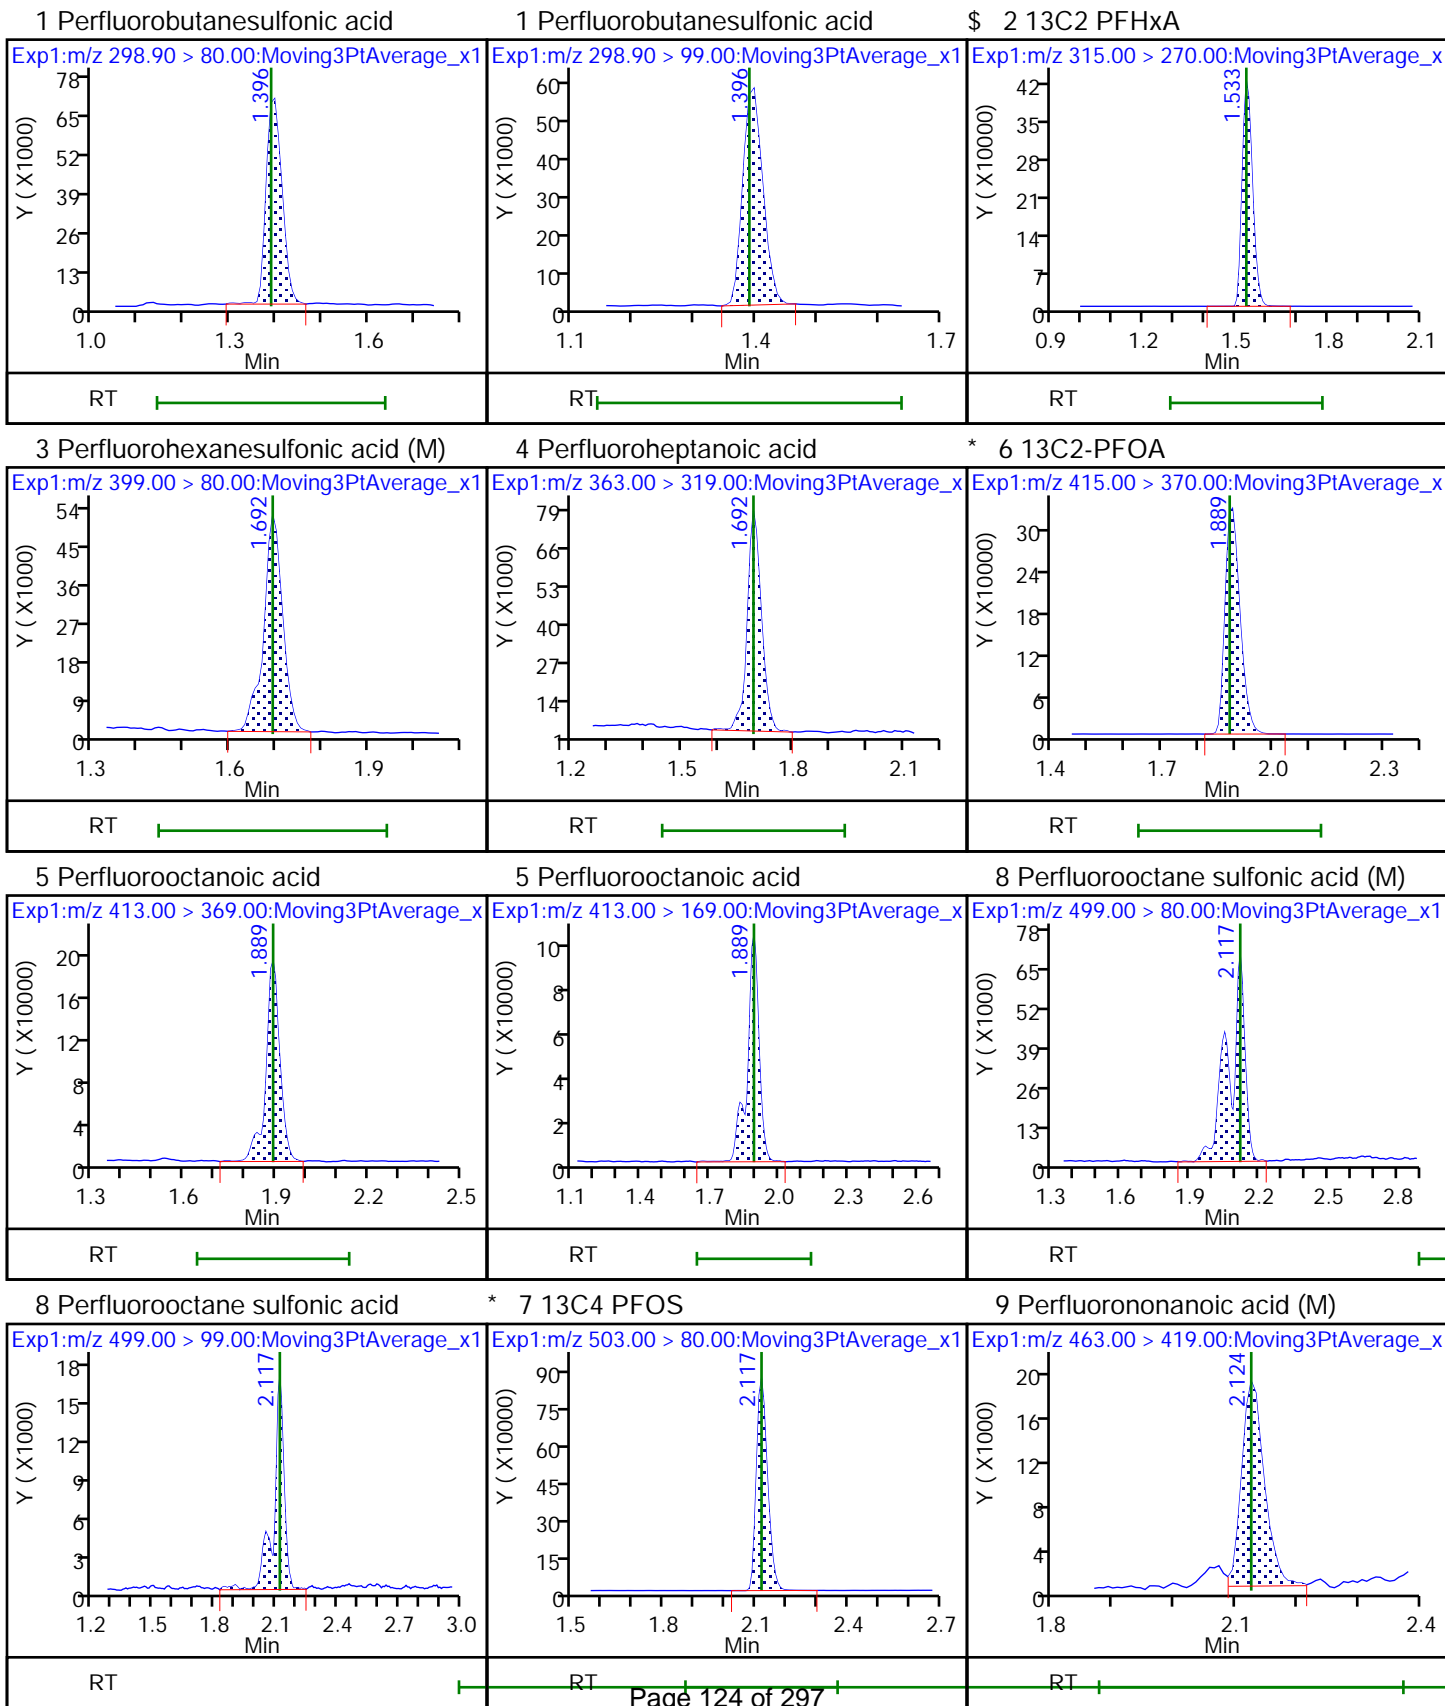 1 Perfluorobutanesulfonic acid
1 Perfluorobutanesulfonic acid
$ 2 13C2 PFHxA
Exp1:m/z 298.90 > 80.00:Moving3PtAverage_x1
Exp1:m/z 298.90 > 99.00:Moving3PtAverage_x1
Exp1:m/z 315.00 > 270.00:Moving3PtAverage_x
78
65
52
39
26
13
0
Y ( X1000)
1.396
1.0 1.3 1.6
Min
RT
60
50
40
30
20
10
0
Y ( X1000)
1.396
1.1 1.4 1.7
Min
RT
42
35
28
21
14
7
0
Y ( X10000)
1.533
0.9 1.2 1.5 1.8 2.1
Min
RT
3 Perfluorohexanesulfonic acid (M)
4 Perfluoroheptanoic acid
* 6 13C2-PFOA
Exp1:m/z 399.00 > 80.00:Moving3PtAverage_x1
Exp1:m/z 363.00 > 319.00:Moving3PtAverage_x
Exp1:m/z 415.00 > 370.00:Moving3PtAverage_x
54
45
36
27
18
9
0
Y ( X1000)
1.692
1.3 1.6 1.9
Min
RT
79
66
53
40
27
14
1
Y ( X1000)
1.692
1.2 1.5 1.8 2.1
Min
RT
30
24
18
12
6
0
Y ( X10000)
1.889
1.4 1.7 2.0 2.3
Min
RT
5 Perfluorooctanoic acid
5 Perfluorooctanoic acid
8 Perfluorooctane sulfonic acid (M)
Exp1:m/z 413.00 > 369.00:Moving3PtAverage_x
Exp1:m/z 413.00 > 169.00:Moving3PtAverage_x
Exp1:m/z 499.00 > 80.00:Moving3PtAverage_x1
20
16
12
8
4
0
Y ( X10000)
1.889
1.3 1.6 1.9 2.2 2.5
Min
RT
10
8
6
4
2
0
Y ( X10000)
1.889
1.1 1.4 1.7 2.0 2.3 2.6
Min
RT
78
65
52
39
26
13
0
Y ( X1000)
2.117
1.3 1.6 1.9 2.2 2.5 2.8
Min
RT
8 Perfluorooctane sulfonic acid
* 7 13C4 PFOS
9 Perfluorononanoic acid (M)
Exp1:m/z 499.00 > 99.00:Moving3PtAverage_x1
Exp1:m/z 503.00 > 80.00:Moving3PtAverage_x1
Exp1:m/z 463.00 > 419.00:Moving3PtAverage_x
18
15
12
9
6
3
0
Y ( X1000)
2.117
1.2 1.5 1.8 2.1 2.4 2.7 3.0
Min
RT
90
75
60
45
30
15
0
Y ( X10000)
2.117
1.5 1.8 2.1 2.4 2.7
Min
RT
20
16
12
8
4
0
Y ( X1000)
2.124
1.8 2.1 2.4
Min
RT
Page 124 of 297